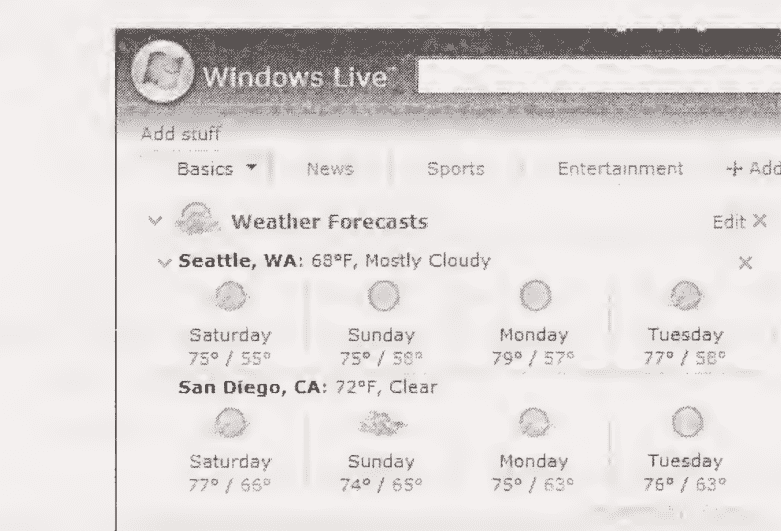 Windows Live™
Add stuff
Basics News Sports Entertainment + Add
Weather Forecasts Edit
Seattle, WA: 68°F, Mostly Cloudy
Saturday Sunday Monday Tuesday
75° / 55° 75° / 58° 79° / 57° 77° / 58°
San Diego, CA: 72°F, Clear
Saturday Sunday Monday Tuesday
77° / 66° 74° / 65° 75° / 63° 76° / 63°